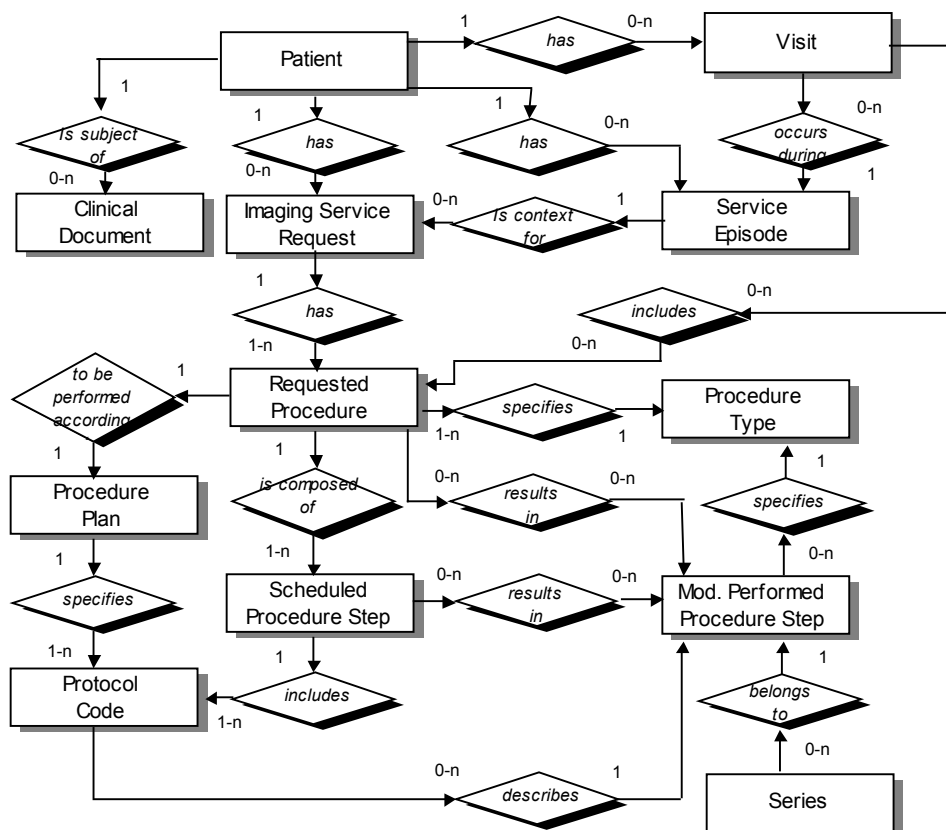 1
0-n
has
Patient
Visit
1
1
1
0-n
Is subject
of
has
has
0-n
occurs
during
0-n
0-n
1
Clinical
Document
Imaging Service
Request
0-n
Is context
for
1
Service
Episode
1
has
0-n
includes
0-n
1-n
to be
performed
according
1
Requested
Procedure
specifies
1-n
1
Procedure
Type
1
1
1
Procedure
Plan
is composed
of
0-n
results
in
0-n
specifies
1
1-n
0-n
specifies
Scheduled
Procedure Step
0-n
results
in
0-n
Mod. Performed
Procedure Step
1-n
1
1
Protocol
Code
includes
1-n
belongs
to
0-n
0-n
describes
1
Series